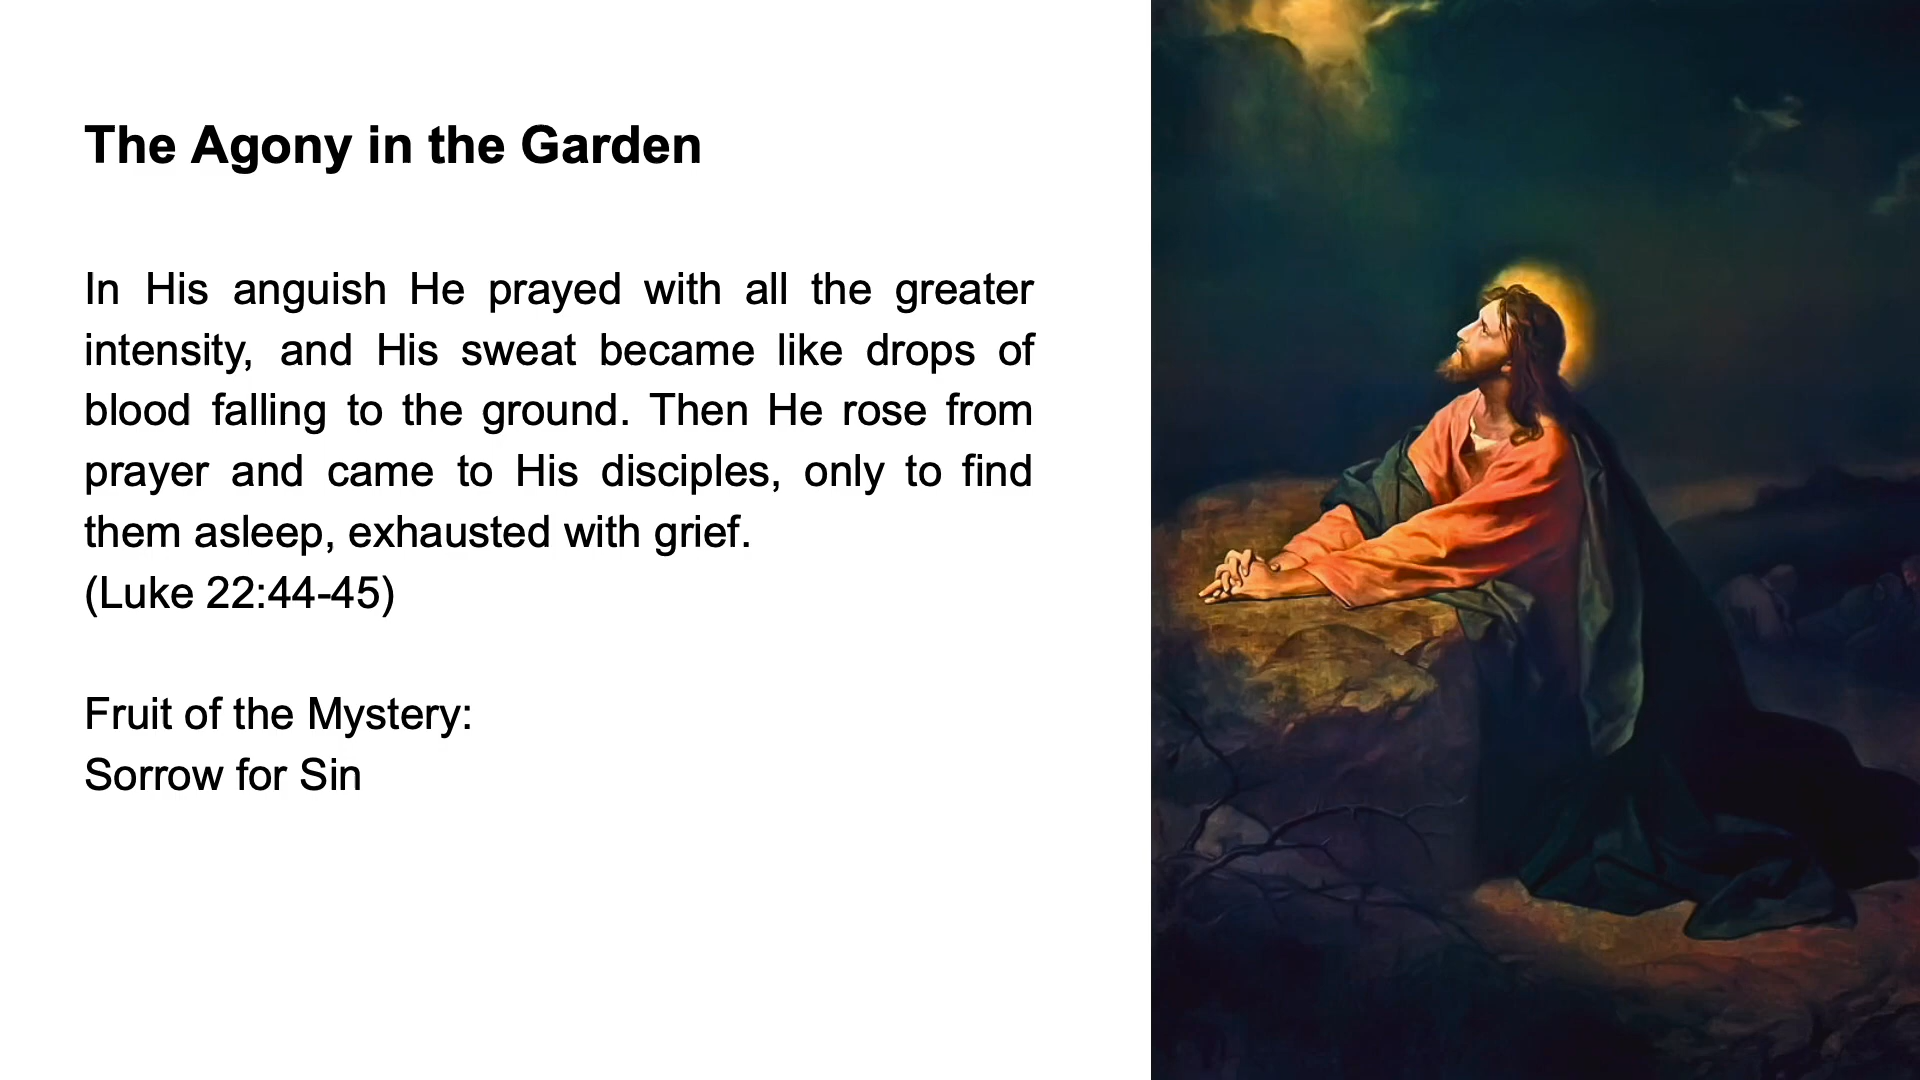 The Agony in the Garden
In His anguish He prayed with all the greater
intensity, and His sweat became like drops of
blood falling to the ground. Then He rose from
prayer and came to His disciples, only to find
them asleep, exhausted with grief.
(Luke 22:44-45)
Fruit of the Mystery:
Sorrow for Sin